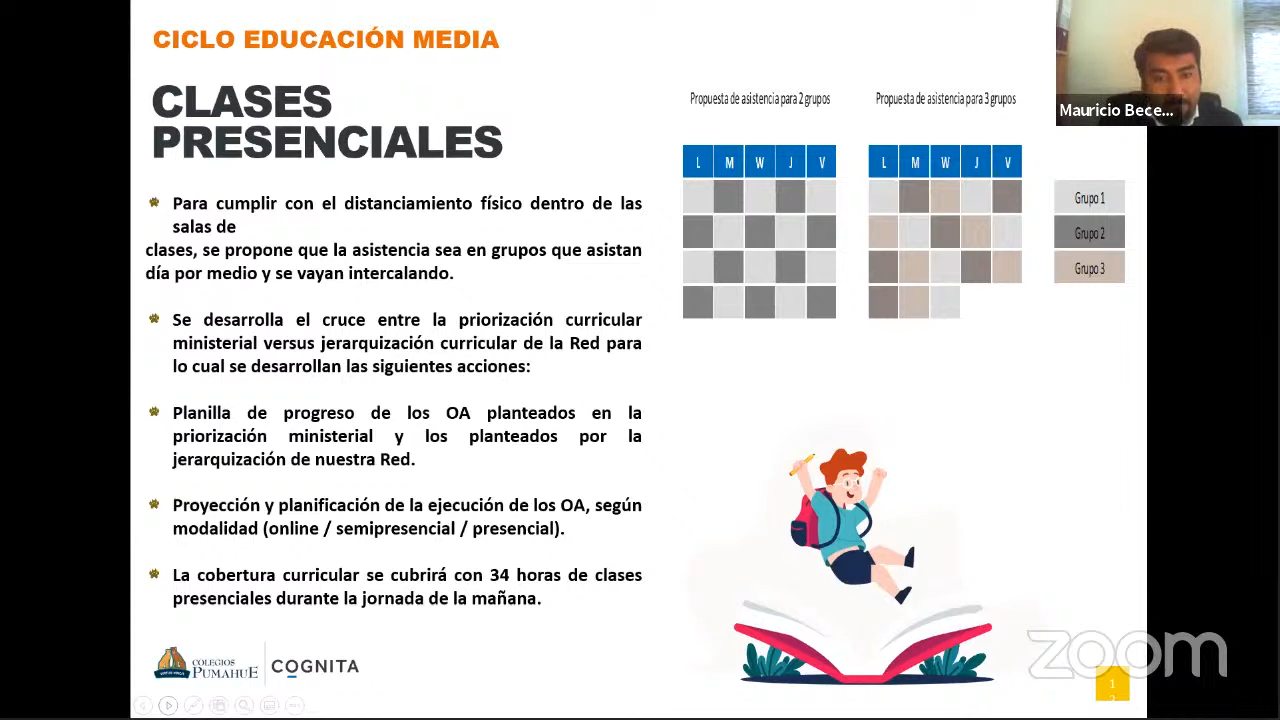 CICLO EDUCACIÓN MEDIA
CLASES
PRESENCIALES
Para cumplir con el distanciamiento físico dentro de las
salas de
clases, se propone que la asistencia sea en grupos que asistan
día por medio y se vayan intercalando.
Se desarrolla el cruce entre la priorización curricular
ministerial versus jerarquización curricular de la Red para
lo cual se desarrollan las siguientes acciones:
Planilla de progreso de los OA planteados en la
priorización ministerial y los planteados por la
jerarquización de nuestra Red.
Proyección y planificación de la ejecución de los OA, según
modalidad (online / semipresencial / presencial).
La cobertura curricular se cubrirá con 34 horas de clases
presenciales durante la jornada de la mañana.
COLEGIOS
PUMAHUE
COGNITA
Propuesta de asistencia para 2 grupos
L M W J V
Propuesta de asistencia para 3 grupos
L M W J V
Grupo 1
Grupo 2
Grupo 3
Mauricio Bece...
zoom
1
2